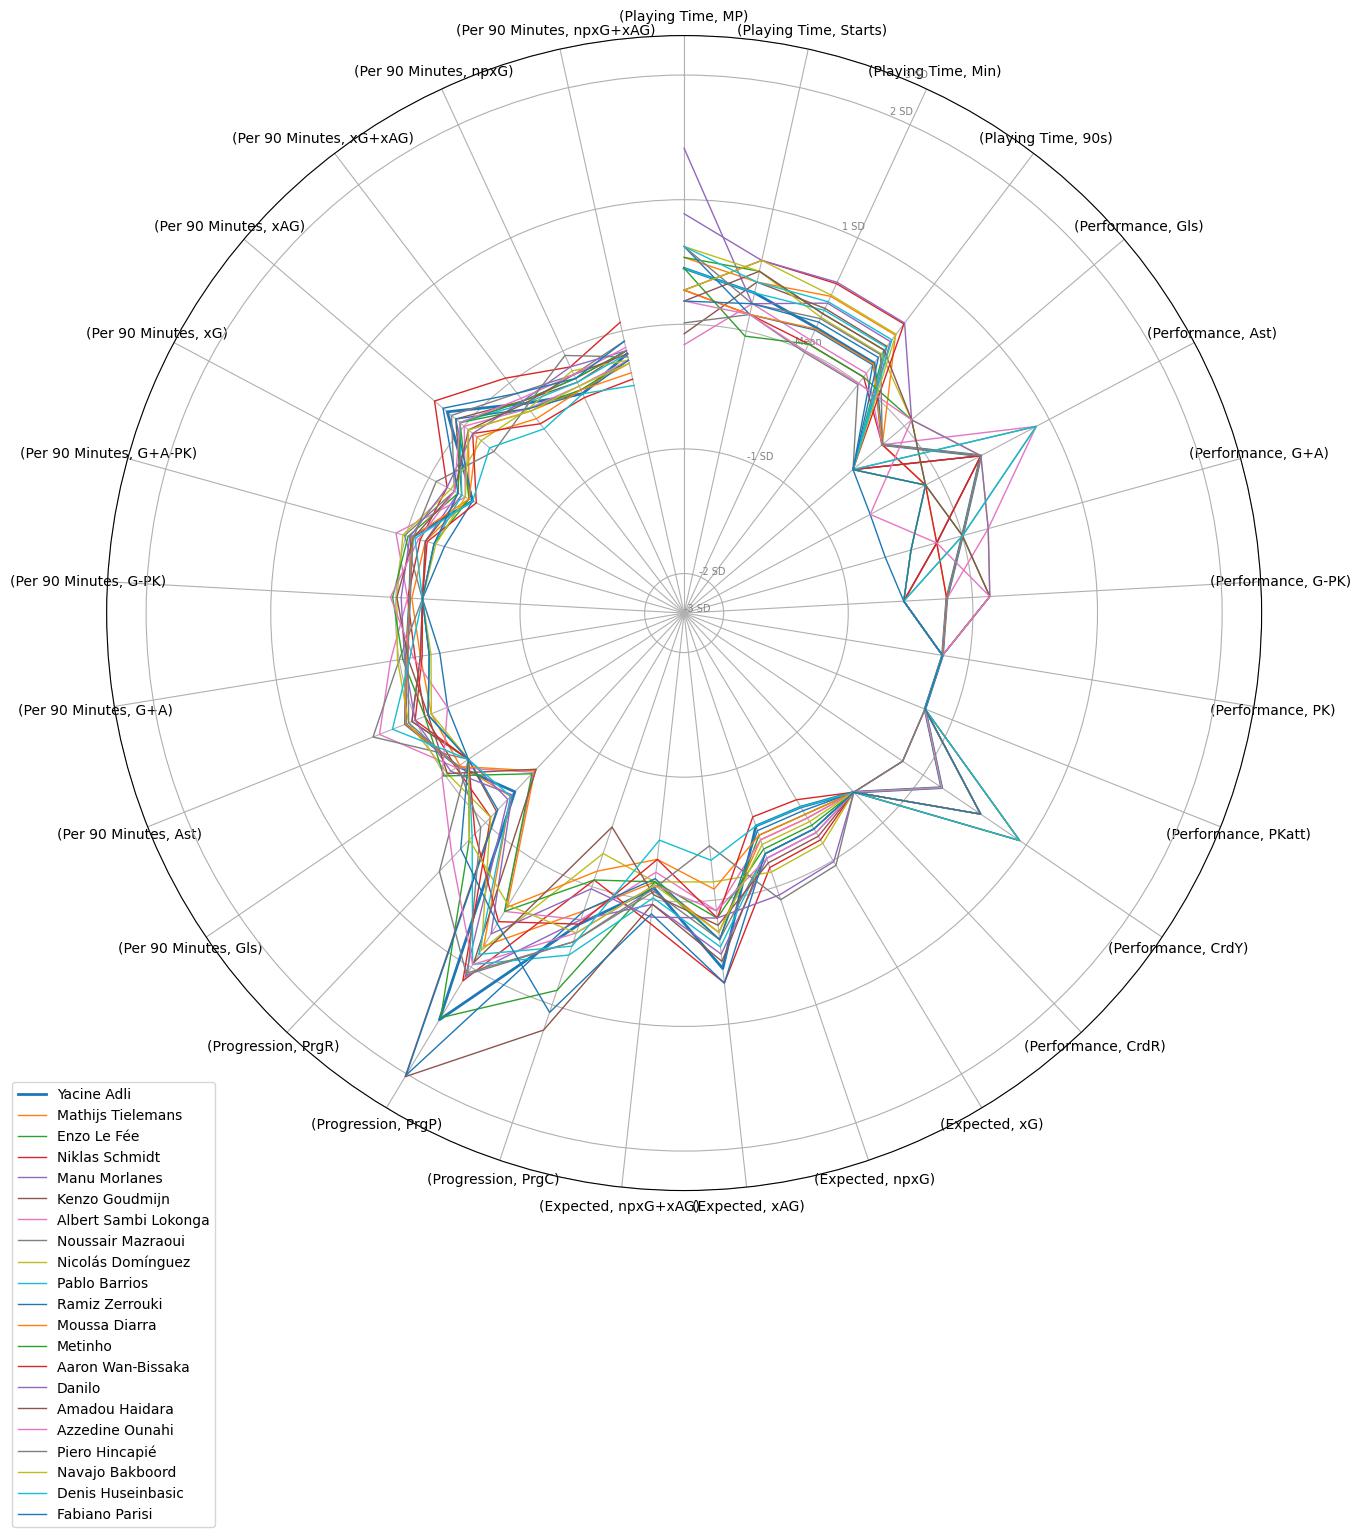 (Playing Time, MP)
(Per 90 Minutes, npxG+xAG)
(Playing Time, Starts)
(Per 90 Minutes, npxG)
(Playing Time, Min)
2 SD
(Per 90 Minutes, xG+xAG)
(Playing Time, 90s)
(Per 90 Minutes, xAG)
1 SD
(Performance, Gls)
(Per 90 Minutes, xG)
Mean
(Performance, Ast)
(Per 90 Minutes, G+A-PK)
-1 SD
(Performance, G+A)
(Per 90 Minutes, G-PK)
-2 SD
(Performance, G-PK)
-3 SD
(Per 90 Minutes, G+A)
(Performance, PK)
(Per 90 Minutes, Ast)
(Performance, PKatt)
(Per 90 Minutes, Gls)
(Performance, CrdY)
(Progression, PrgR)
(Performance, CrdR)
(Progression, PrgP)
(Expected, xG)
(Progression, PrgC)
(Expected, npxG)
(Expected, npxG+xAG)
(Expected, xAG)
Yacine Adli
Mathijs Tielemans
Enzo Le Fée
Niklas Schmidt
Manu Morlanes
Kenzo Goudmijn
Albert Sambi Lokonga
Noussair Mazraoui
Nicolás Domínguez
Pablo Barrios
Ramiz Zerrouki
Moussa Diarra
Metinho
Aaron Wan-Bissaka
Danilo
Amadou Haidara
Azzedine Ounahi
Piero Hincapié
Navajo Bakboord
Denis Huseinbasic
Fabiano Parisi